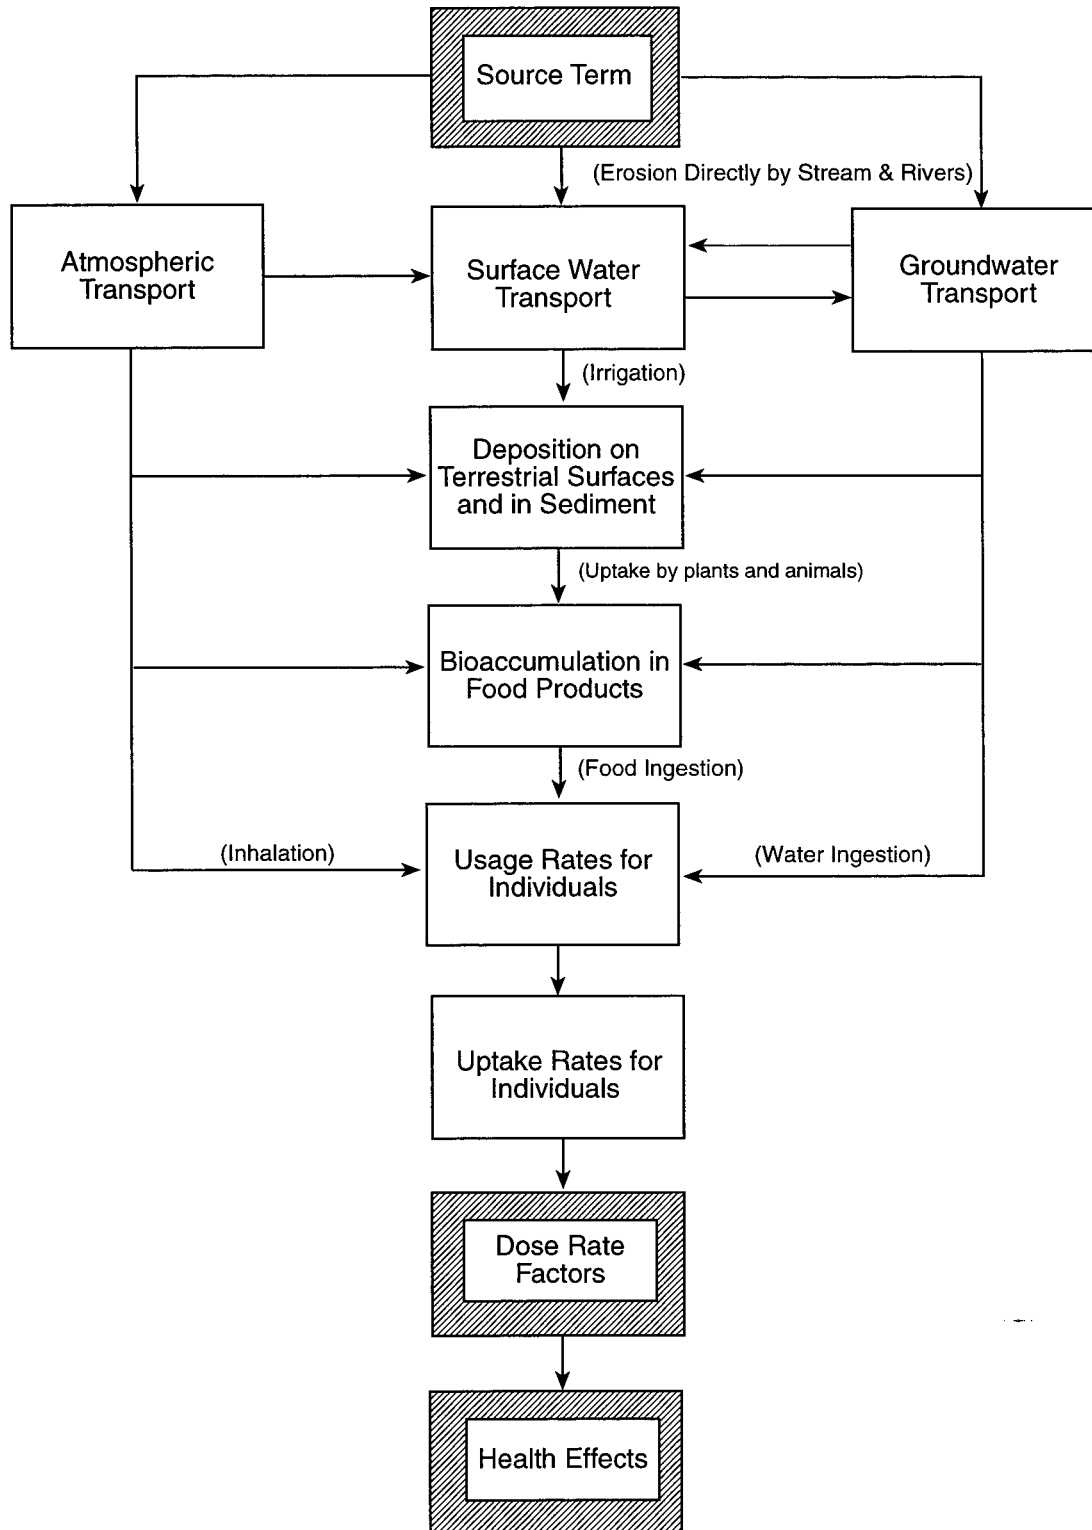 Source Term
(Erosion Directly by Stream & Rivers)
Atmospheric
Transport
Surface Water
Transport
Groundwater
Transport
(Irrigation)
Deposition on
Terrestrial Surfaces
and in Sediment
(Uptake by plants and animals)
Bioaccumulation in
Food Products
(Food Ingestion)
(Inhalation)
Usage Rates for
Individuals
(Water Ingestion)
Uptake Rates for
Individuals
Dose Rate
Factors
Health Effects